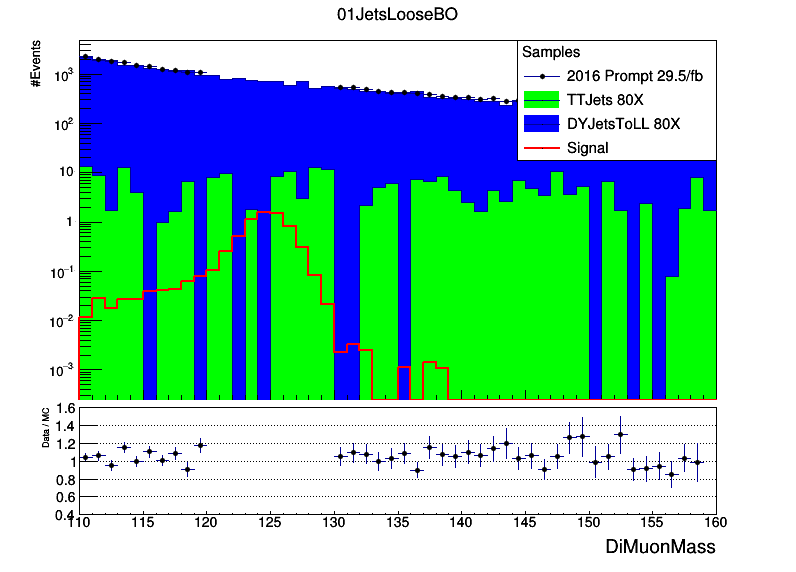 01JetsLooseBO
#Events
10³
10²
10
1
10⁻¹
10⁻²
10⁻³
Samples
2016 Prompt 29.5/fb
TTJets 80X
DYJetsToLL 80X
Signal
Data / MC
1.6
1.4
1.2
1
0.8
0.6
0.4
110 115 120 125 130 135 140 145 150 155 160
DiMuonMass